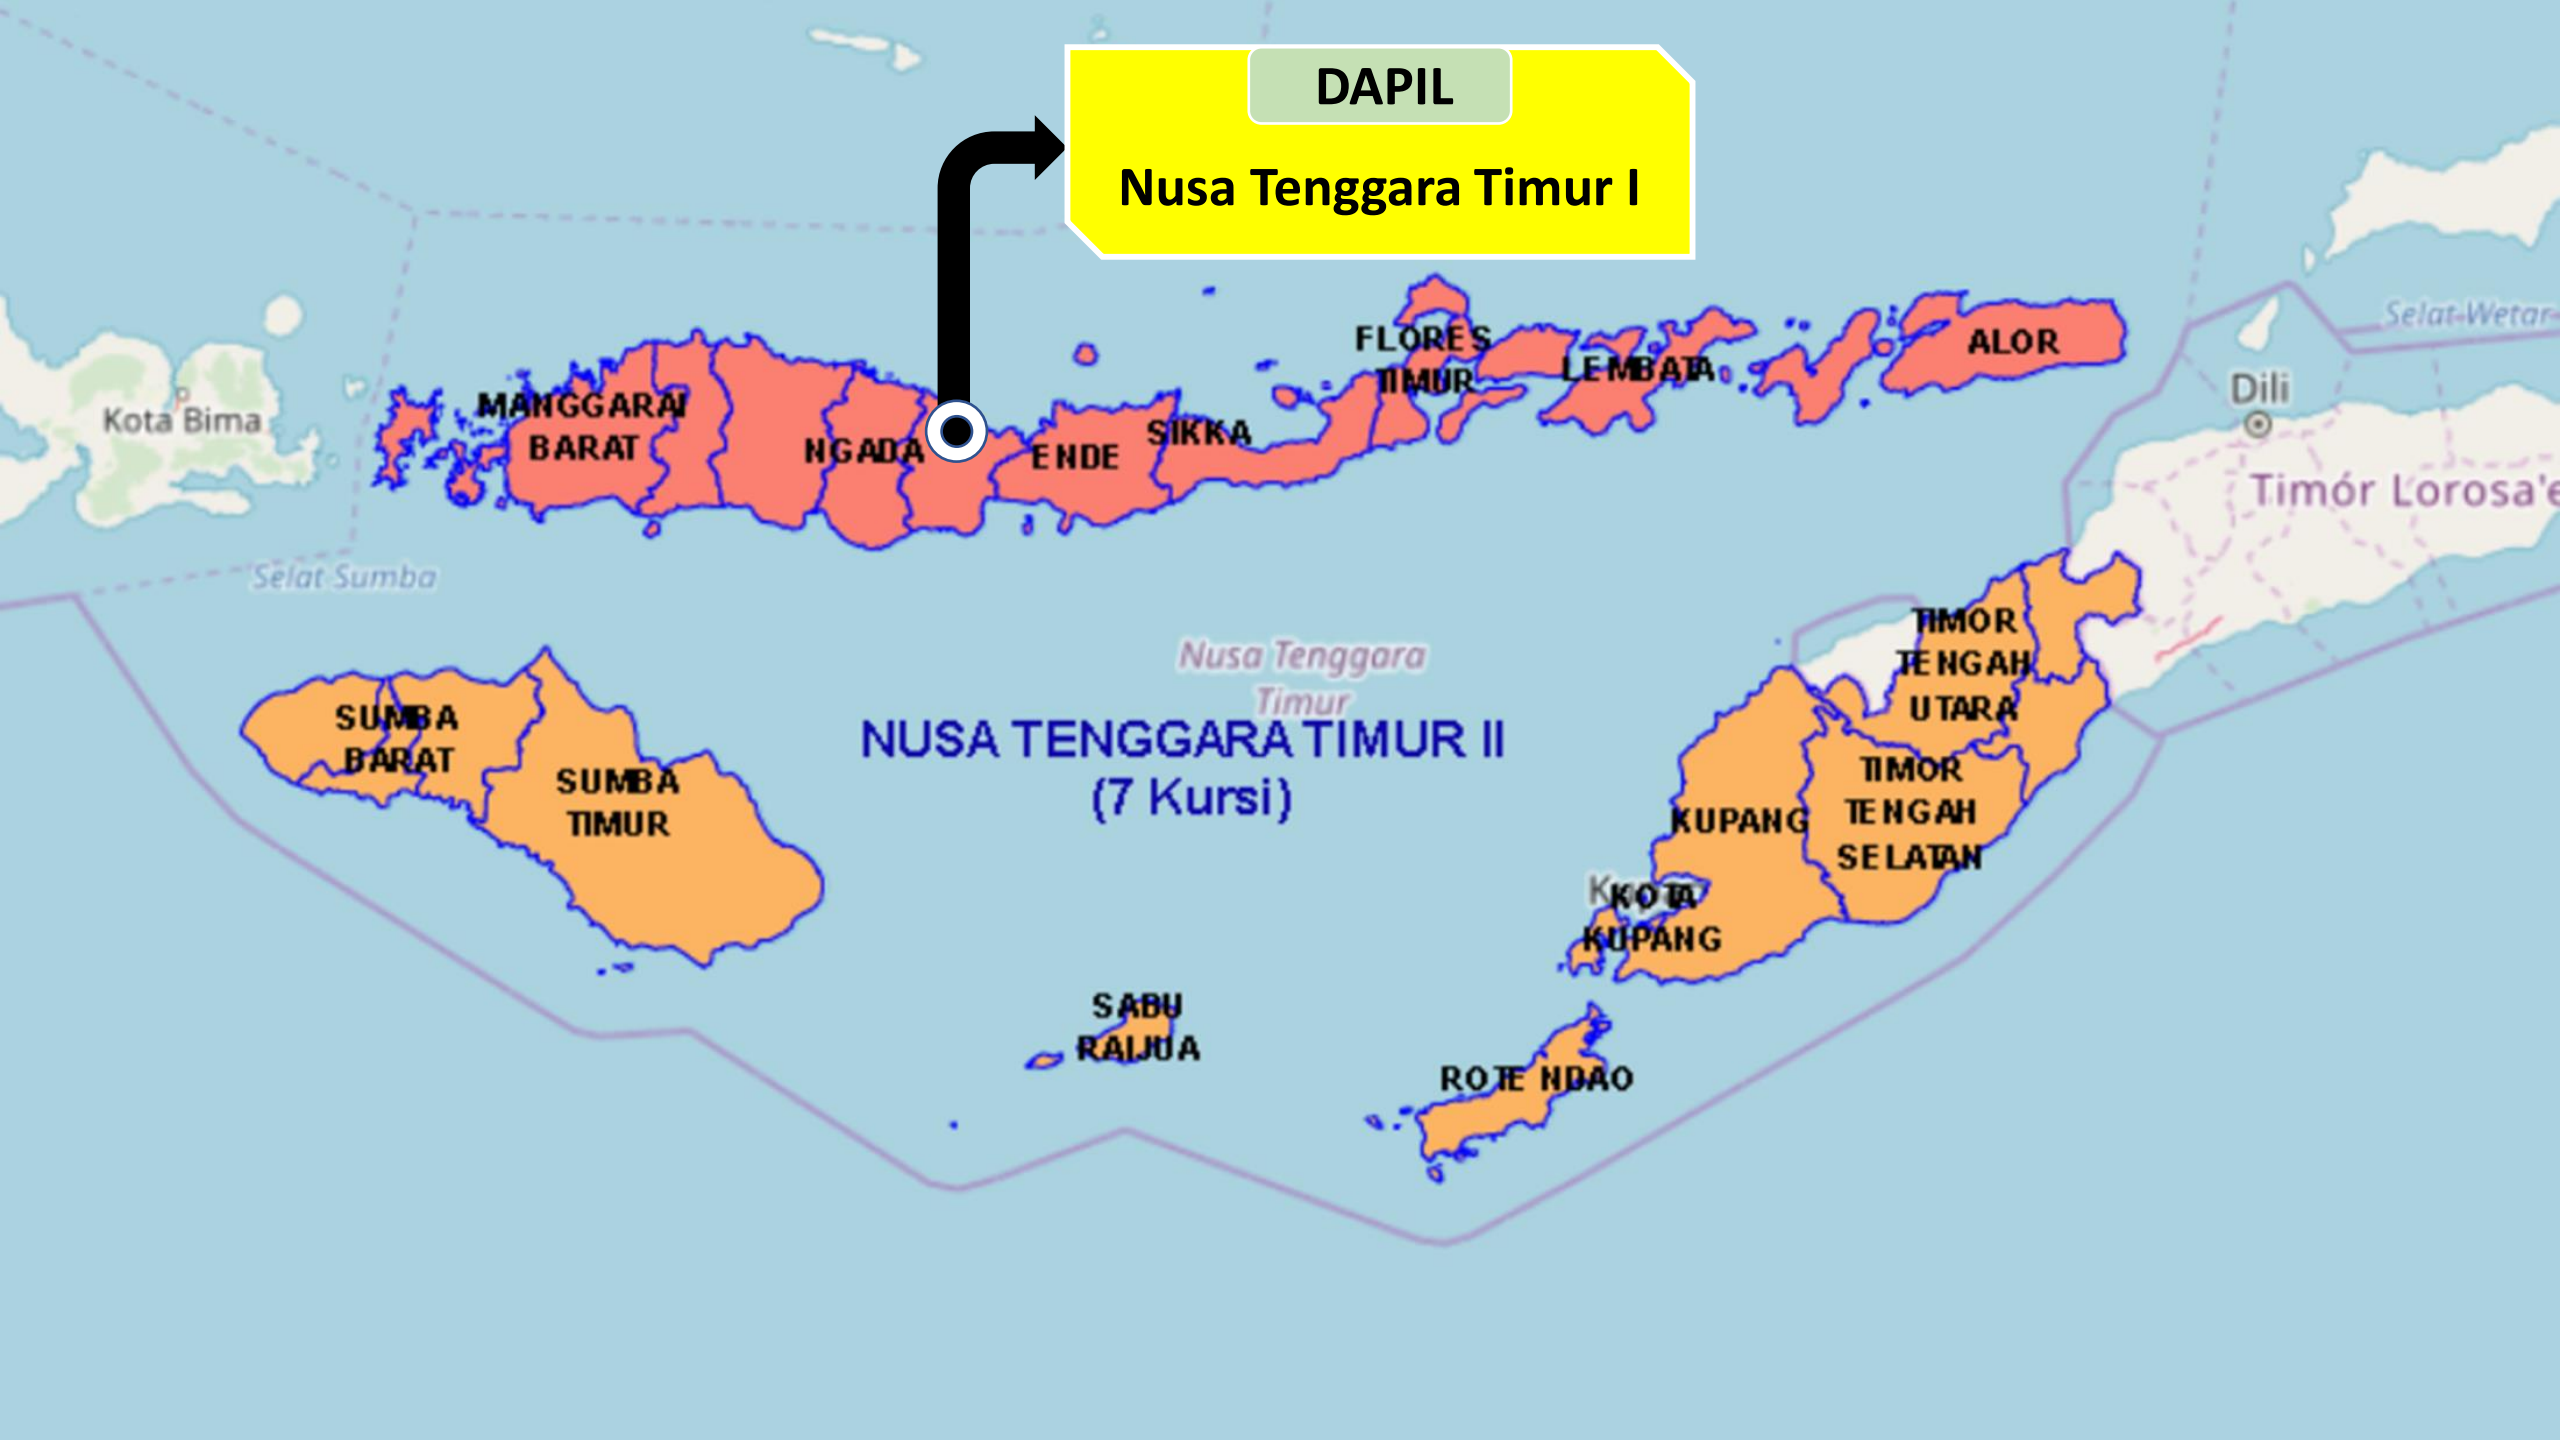 DAPIL
Nusa Tenggara Timur I
FLORES
TIMUR
ALOR
Selat Wetar
LEMBATA
Dili
MANGGARAI
BARAT
Kota Bima
SIKKA
NGADA
ENDE
Timór Lorosa'e
Selat Sumba
TIMOR
TENGAH
UTARA
Nusa Tenggara
Timur
NUSA TENGGARA TIMUR II
(7 Kursi)
SUMBA
BARAT
SUMBA
TIMUR
TIMOR
TENGAH
SELATAN
KUPANG
KOTA
KUPANG
SABU
RAIJUA
ROTE NDAO